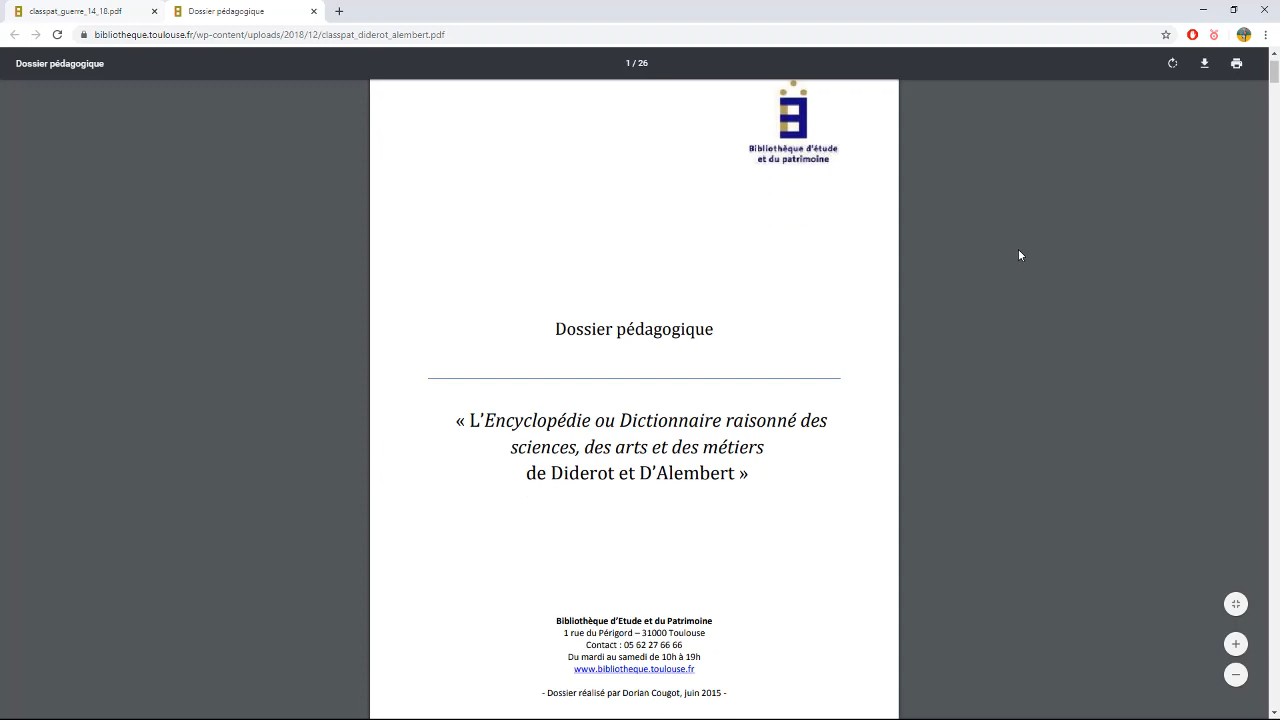 classpat_guerre_14_18.pdf
Dossier pédagogique
bibliotheque.toulouse.fr/wp-content/uploads/2018/12/classpat_diderot_alembert.pdf
Dossier pédagogique
1 / 26
Bibliothèque d'étude
et du patrimoine
Dossier pédagogique
« L'Encyclopédie ou Dictionnaire raisonné des
sciences, des arts et des métiers
de Diderot et D'Alembert »
Bibliothèque d'Etude et du Patrimoine
1 rue du Périgord – 31000 Toulouse
Contact : 05 62 27 66 66
Du mardi au samedi de 10h à 19h
www.bibliotheque.toulouse.fr
- Dossier réalisé par Dorian Cougot, juin 2015 -